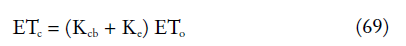 ETc = (Kcb + Ke) ETo (69)